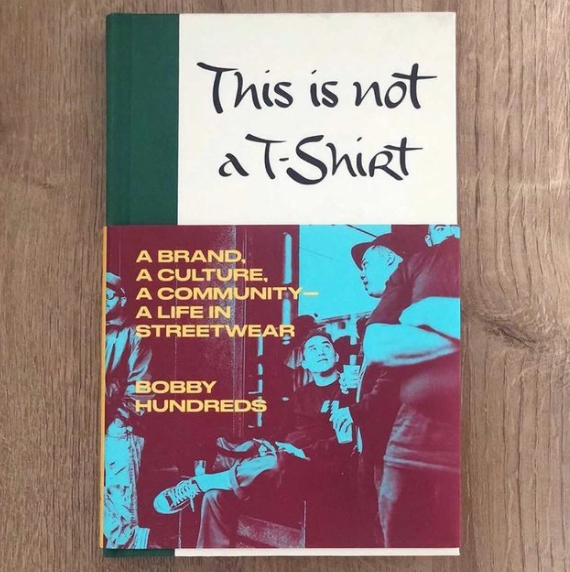 This is not
a T-Shirt
A BRAND,
A CULTURE,
A COMMUNITY—
A LIFE IN
STREETWEAR
BOBBY
HUNDREDS